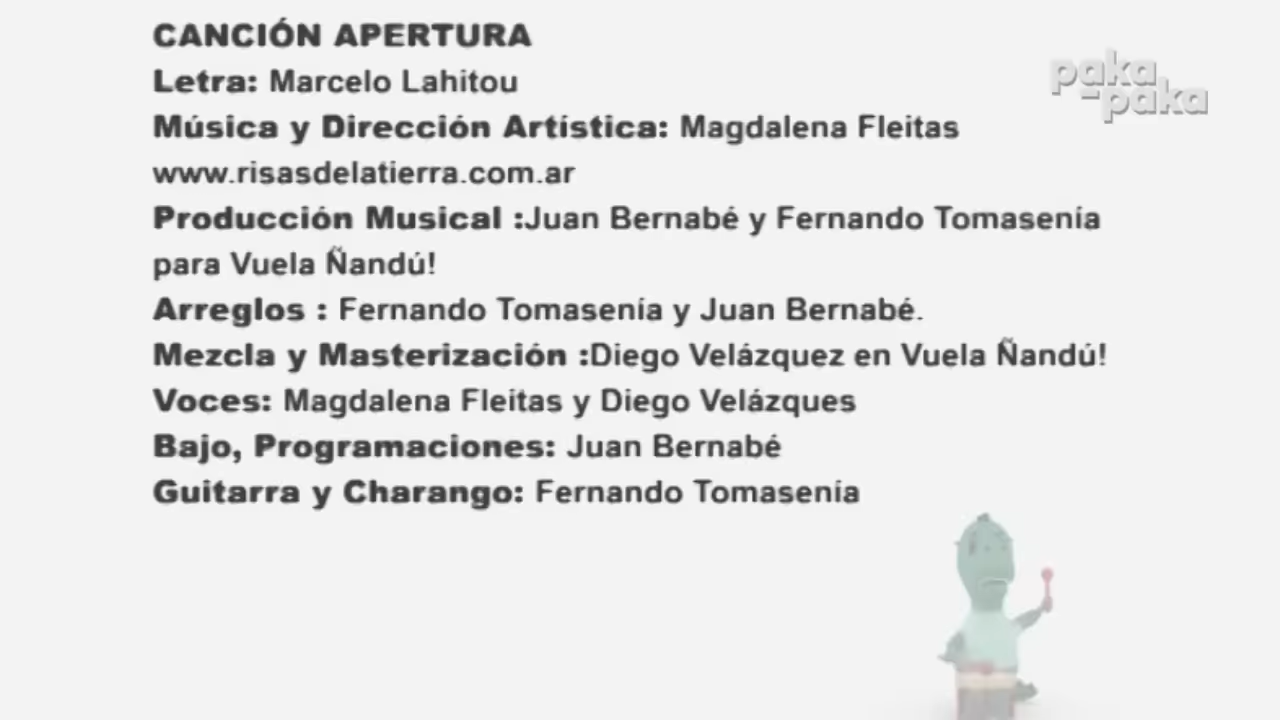 CANCIÓN APERTURA
Letra: Marcelo Lahitou
Música y Dirección Artística: Magdalena Fleitas
www.risasdelatierra.com.ar
Producción Musical :Juan Bernabé y Fernando Tomasenía
para Vuela Ñandú!
Arreglos : Fernando Tomasenía y Juan Bernabé.
Mezcla y Masterización :Diego Velázquez en Vuela Ñandú!
Voces: Magdalena Fleitas y Diego Velázques
Bajo, Programaciones: Juan Bernabé
Guitarra y Charango: Fernando Tomasenía
paka
-paka